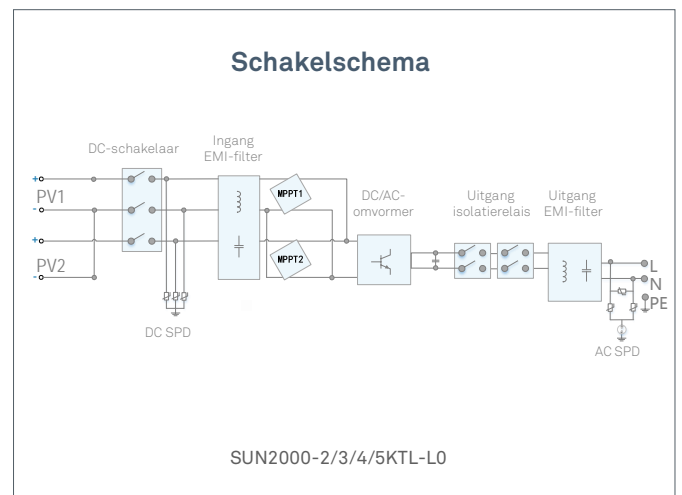 Schakelschema
DC-schakelaar
Ingang
EMI-filter
MPPT1
MPPT2
DC/AC-
omvormer
Uitgang
isolatierelais
Uitgang
EMI-filter
+
PV1
-
+
PV2
-
DC SPD
L
N
PE
AC SPD
SUN2000-2/3/4/5KTL-L0